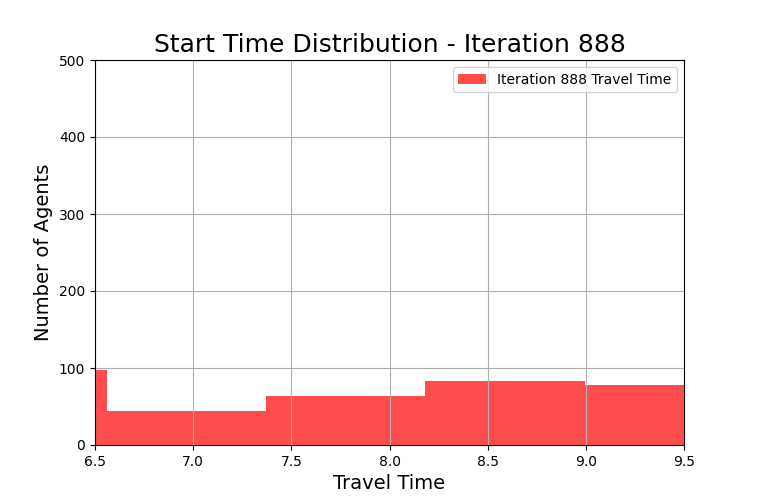 Start Time Distribution - Iteration 888
Iteration 888 Travel Time
500
400
300
200
100
0
Number of Agents
6.5 7.0 7.5 8.0 8.5 9.0 9.5
Travel Time